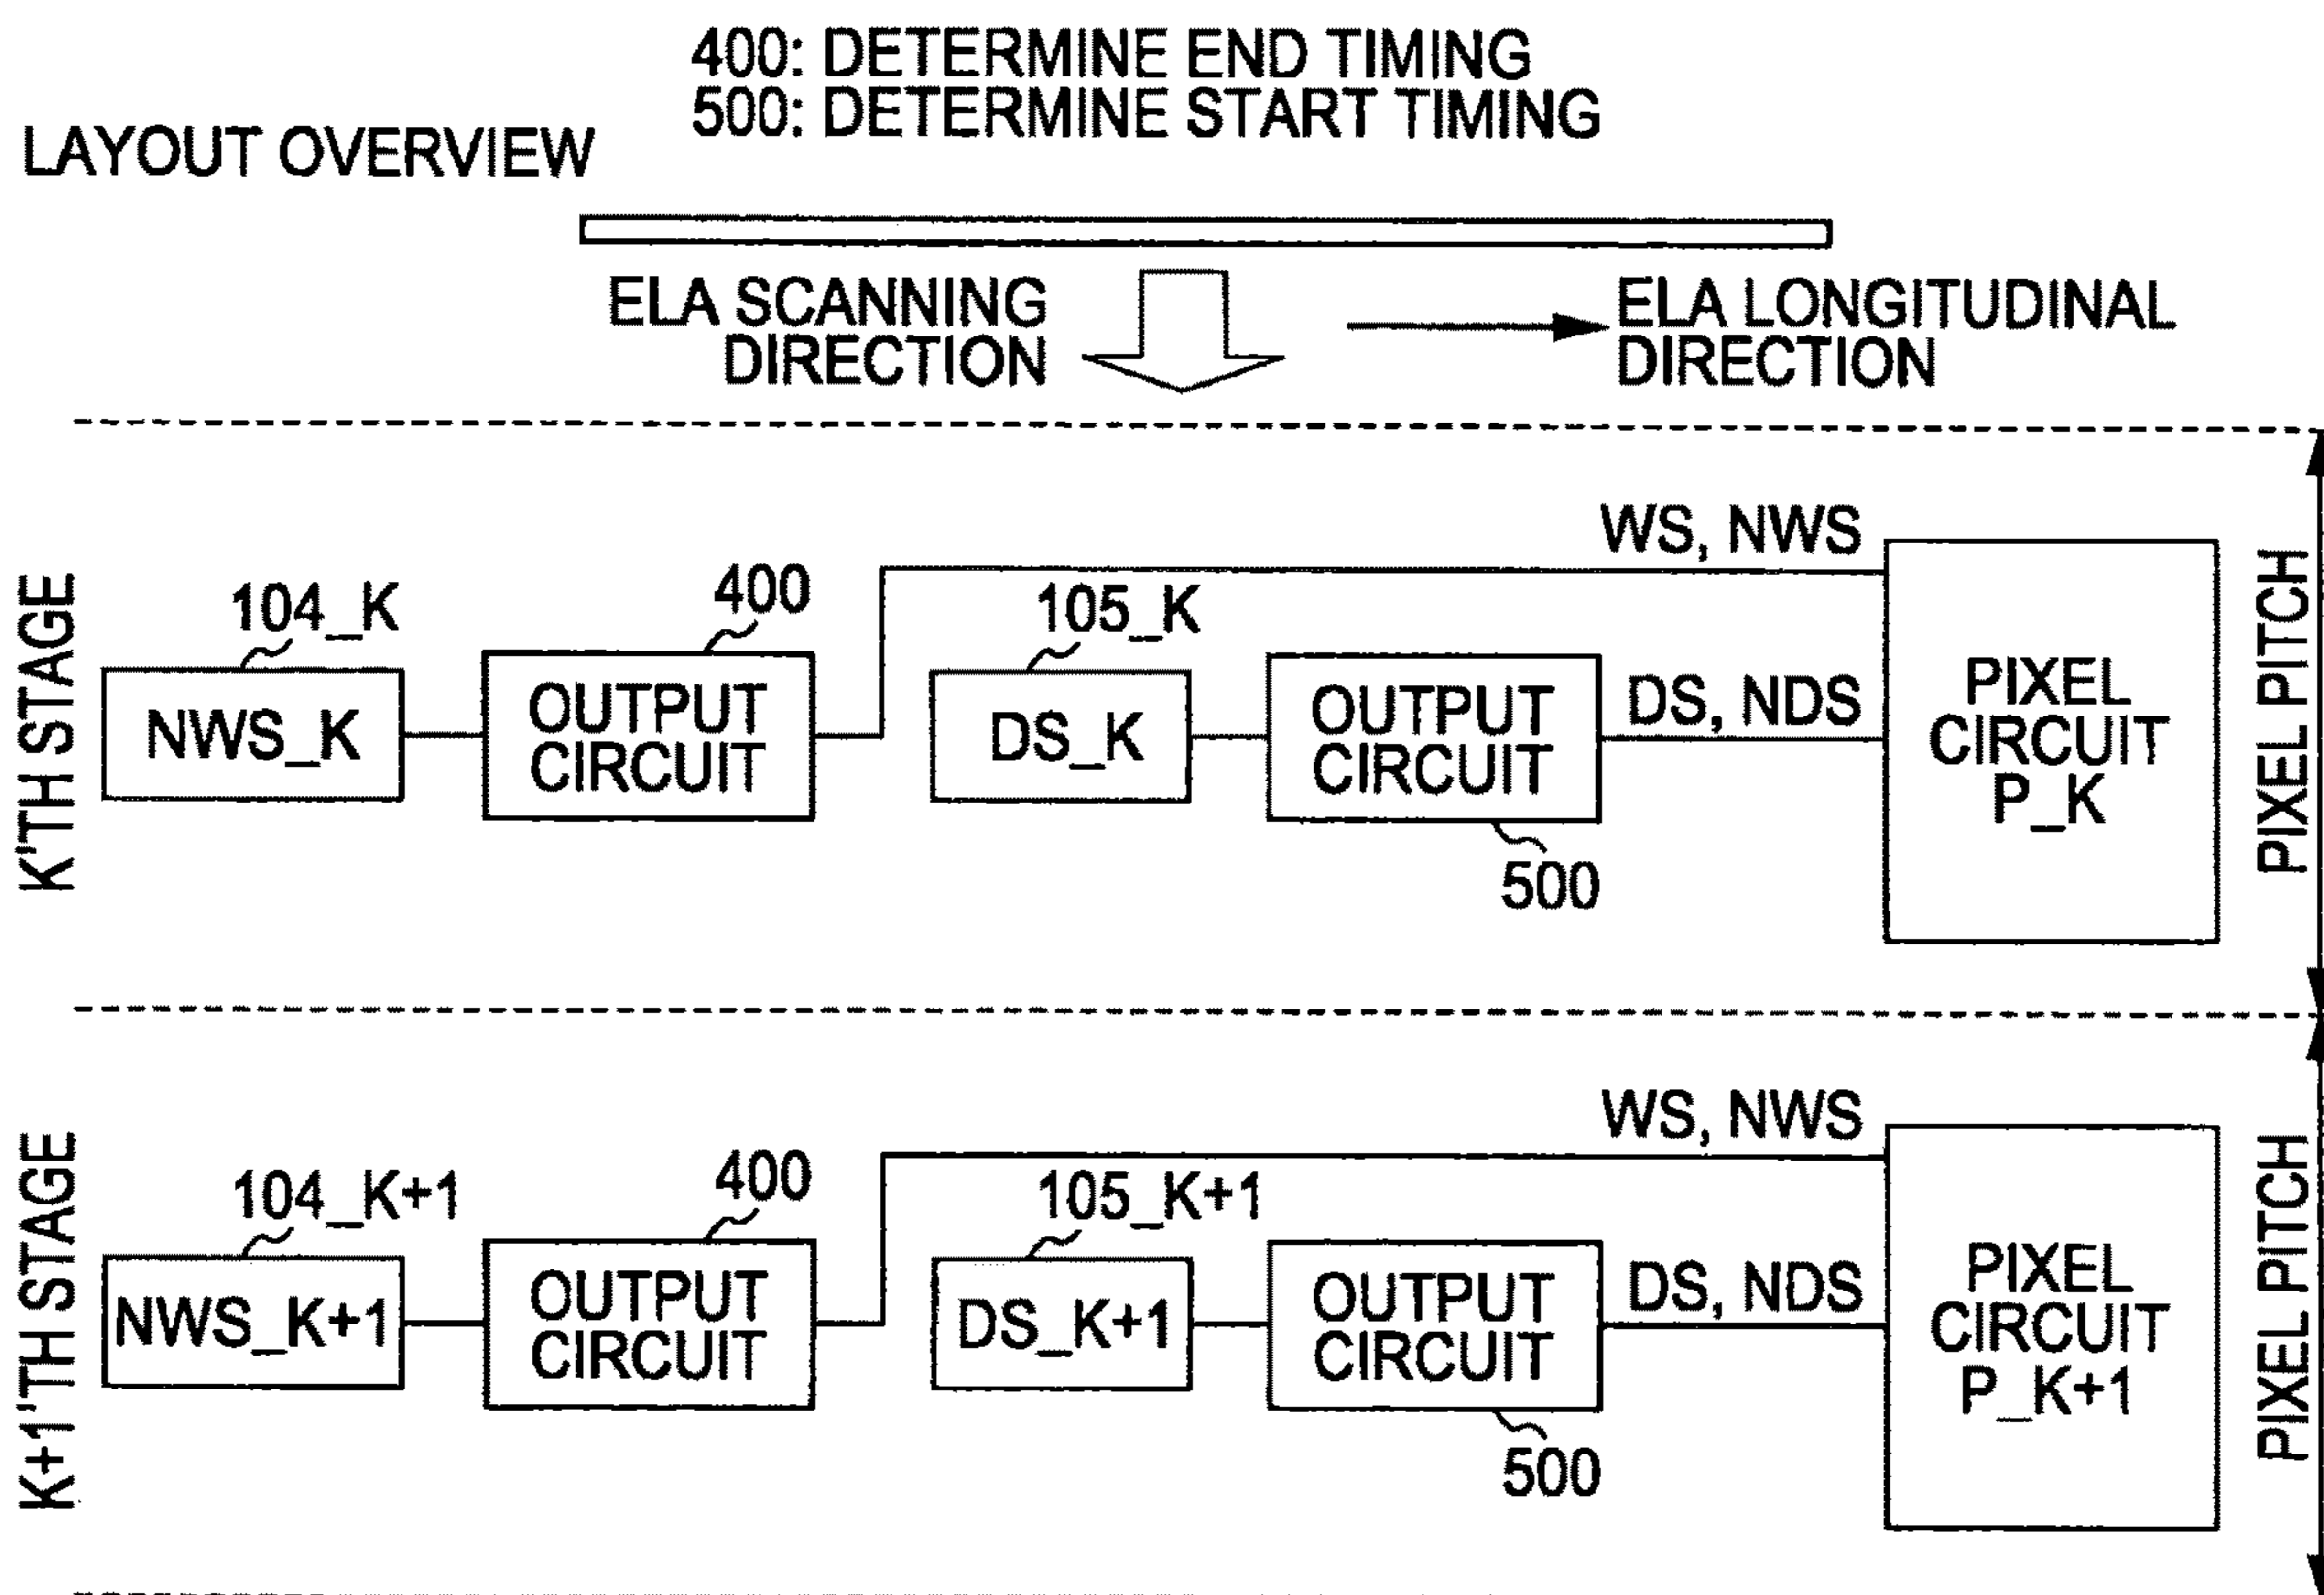 400: DETERMINE END TIMING
500: DETERMINE START TIMING
LAYOUT OVERVIEW
ELA SCANNING
DIRECTION
ELA LONGITUDINAL
DIRECTION
K'TH STAGE
104_K
NWS_K
400
OUTPUT
CIRCUIT
105_K
DS_K
OUTPUT
CIRCUIT
500
WS, NWS
DS, NDS
PIXEL
CIRCUIT
P_K
PIXEL PITCH
K+1'TH STAGE
104_K+1
NWS_K+1
400
OUTPUT
CIRCUIT
105_K+1
DS_K+1
OUTPUT
CIRCUIT
500
WS, NWS
DS, NDS
PIXEL
CIRCUIT
P_K+1
PIXEL PITCH